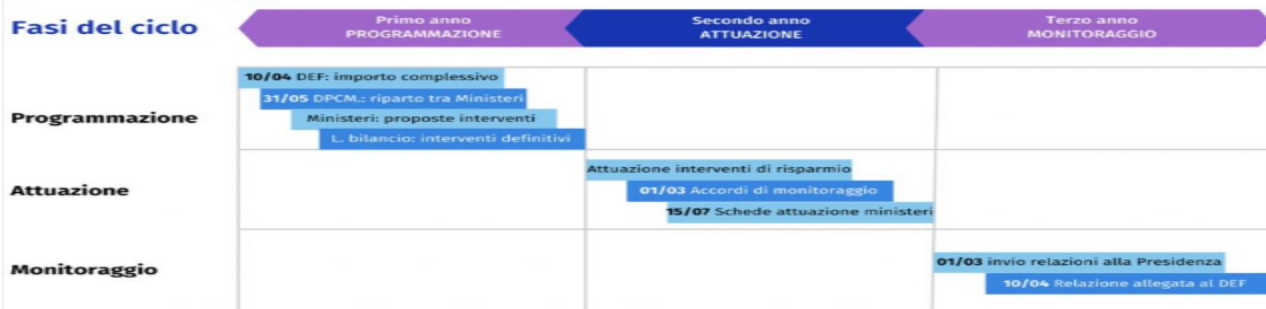 Fasi del ciclo
Primo anno
PROGRAMMAZIONE
Secondo anno
ATTUAZIONE
Terzo anno
MONITORAGGIO
Programmazione
10/04 DEF: importo complessivo
31/05 DPCM.: riparto tra Ministeri
Ministeri: proposte interventi
L. bilancio: interventi definitivi
Attuazione
Attuazione interventi di risparmio
01/03 Accordi di monitoraggio
15/07 Schede attuazione ministeri
Monitoraggio
01/03 invio relazioni alla Presidenza
10/04 Relazione allegata al DEF